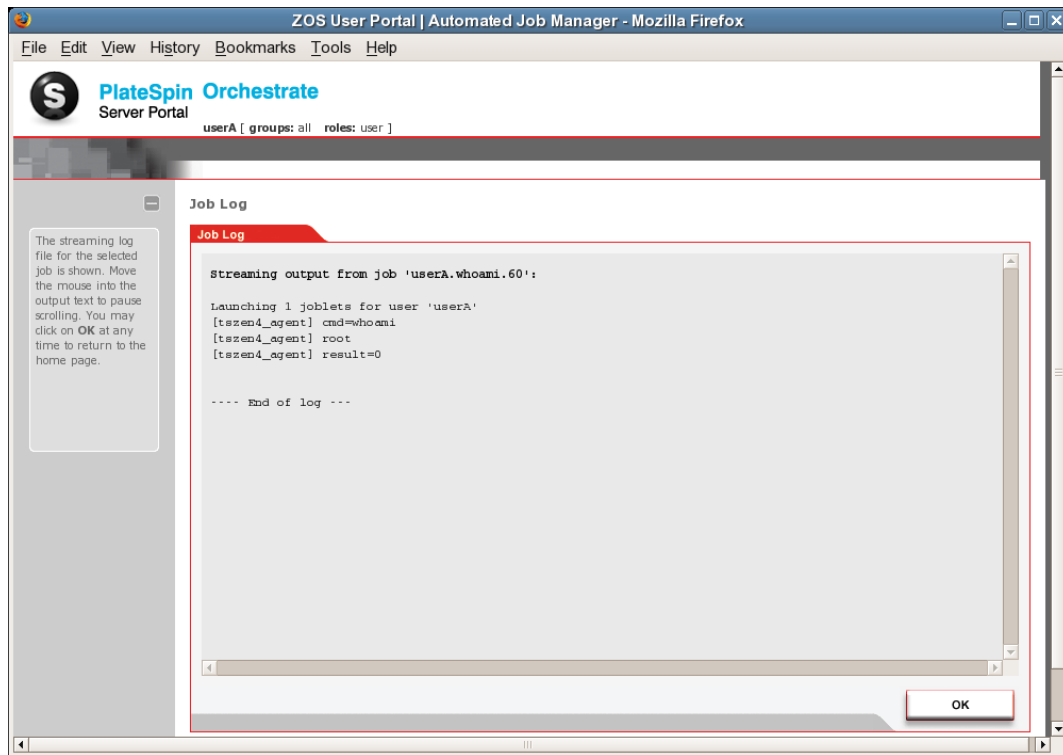 ZOS User Portal | Automated Job Manager - Mozilla Firefox
File Edit View History Bookmarks Tools Help
S
PlateSpin Orchestrate
Server Portal
userA [ groups: all roles: user ]
The streaming log
file for the selected
job is shown. Move
the mouse into the
output text to pause
scrolling. You may
click on OK at any
time to return to the
home page.
Job Log
Job Log
Streaming output from job 'userA.whoami.60':
Launching 1 joblets for user 'userA'
[tszen4_agent] cmd=whoami
[tszen4_agent] root
[tszen4_agent] result=0
---- End of log ---
OK